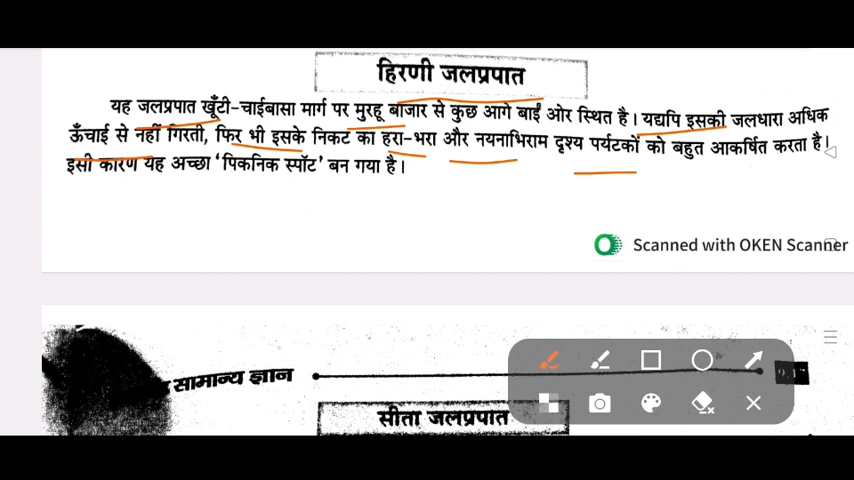 हिरणी जलप्रपात
यह जलप्रपात खूँटी-चाईबासा मार्ग पर मुरहू बाजार से कुछ आगे बाईं ओर स्थित है। यद्यपि इसकी जलधारा अधिक
ऊँचाई से नहीं गिरती, फिर भी इसके निकट का हरा-भरा और नयनाभिराम दृश्य पर्यटकों को बहुत आकर्षित करता है।
इसी कारण यह अच्छा ‘पिकनिक स्पॉट’ बन गया है।
Scanned with OKEN Scanner
सामान्य ज्ञान
सीता जलप्रपात